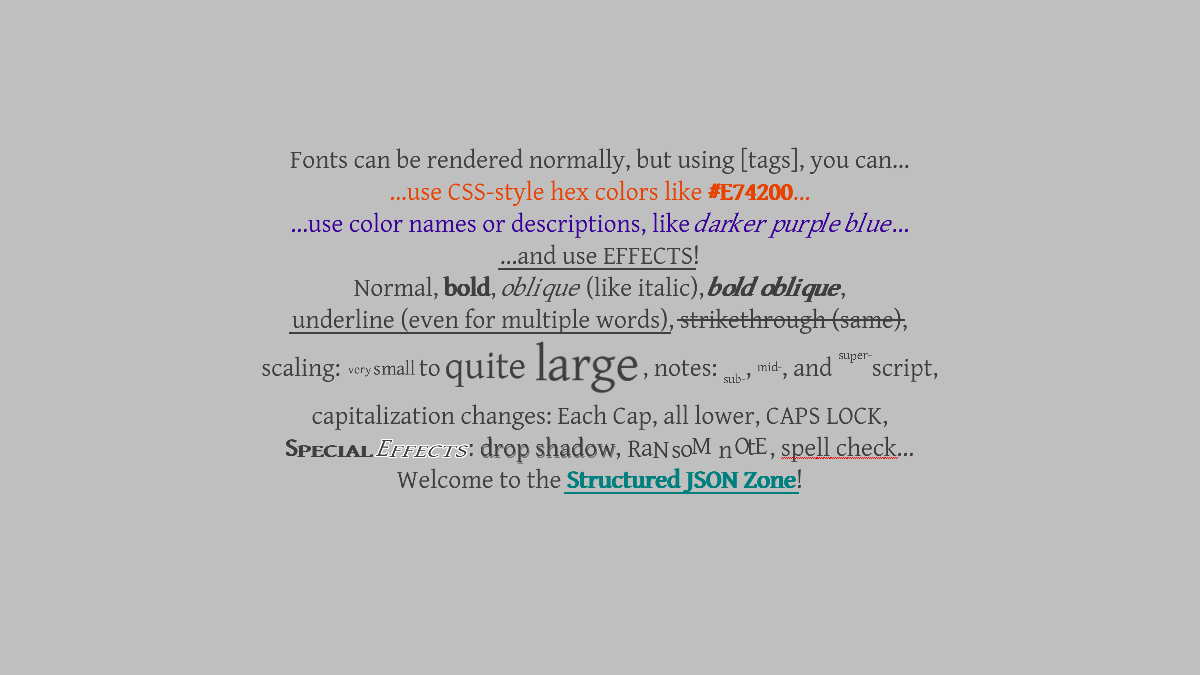 Fonts can be rendered normally, but using [tags], you can...
...use CSS-style hex colors like #E74200...
...use color names or descriptions, like darker purple blue...
...and use EFFECTS!
Normal, bold, oblique (like italic), bold oblique,
underline (even for multiple words), strikethrough (same),
scaling: very small to quite large, notes: sub-, mid-, and super-script,
capitalization changes: Each Cap, all lower, CAPS LOCK,
Special Effects: drop shadow, RaNsoM nOtE, spell check...
Welcome to the Structured JSON Zone!